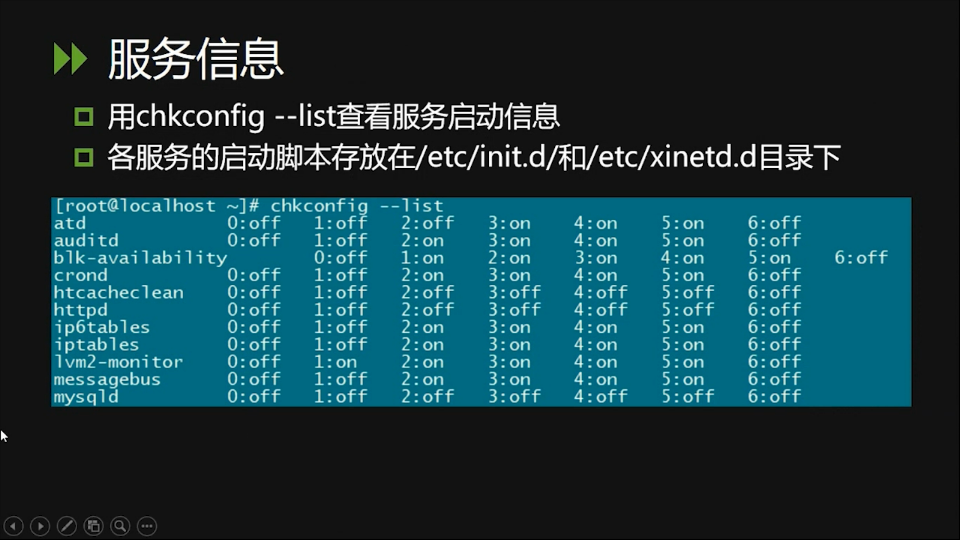 服务信息
用chkconfig --list查看服务启动信息
各服务的启动脚本存放在/etc/init.d/和/etc/xinetd.d目录下
[root@localhost ~]# chkconfig --list
atd 0:off 1:off 2:off 3:on 4:on 5:on 6:off
auditd 0:off 1:off 2:on 3:on 4:on 5:on 6:off
blk-availability 0:off 1:on 2:on 3:on 4:on 5:on 6:off
crond 0:off 1:off 2:on 3:on 4:on 5:on 6:off
htcacheclean 0:off 1:off 2:off 3:off 4:off 5:off 6:off
httpd 0:off 1:off 2:off 3:off 4:off 5:off 6:off
ip6tables 0:off 1:off 2:on 3:on 4:on 5:on 6:off
iptables 0:off 1:off 2:on 3:on 4:on 5:on 6:off
lvm2-monitor 0:off 1:on 2:on 3:on 4:on 5:on 6:off
messagebus 0:off 1:off 2:on 3:on 4:on 5:on 6:off
mysqld 0:off 1:off 2:off 3:off 4:off 5:off 6:off